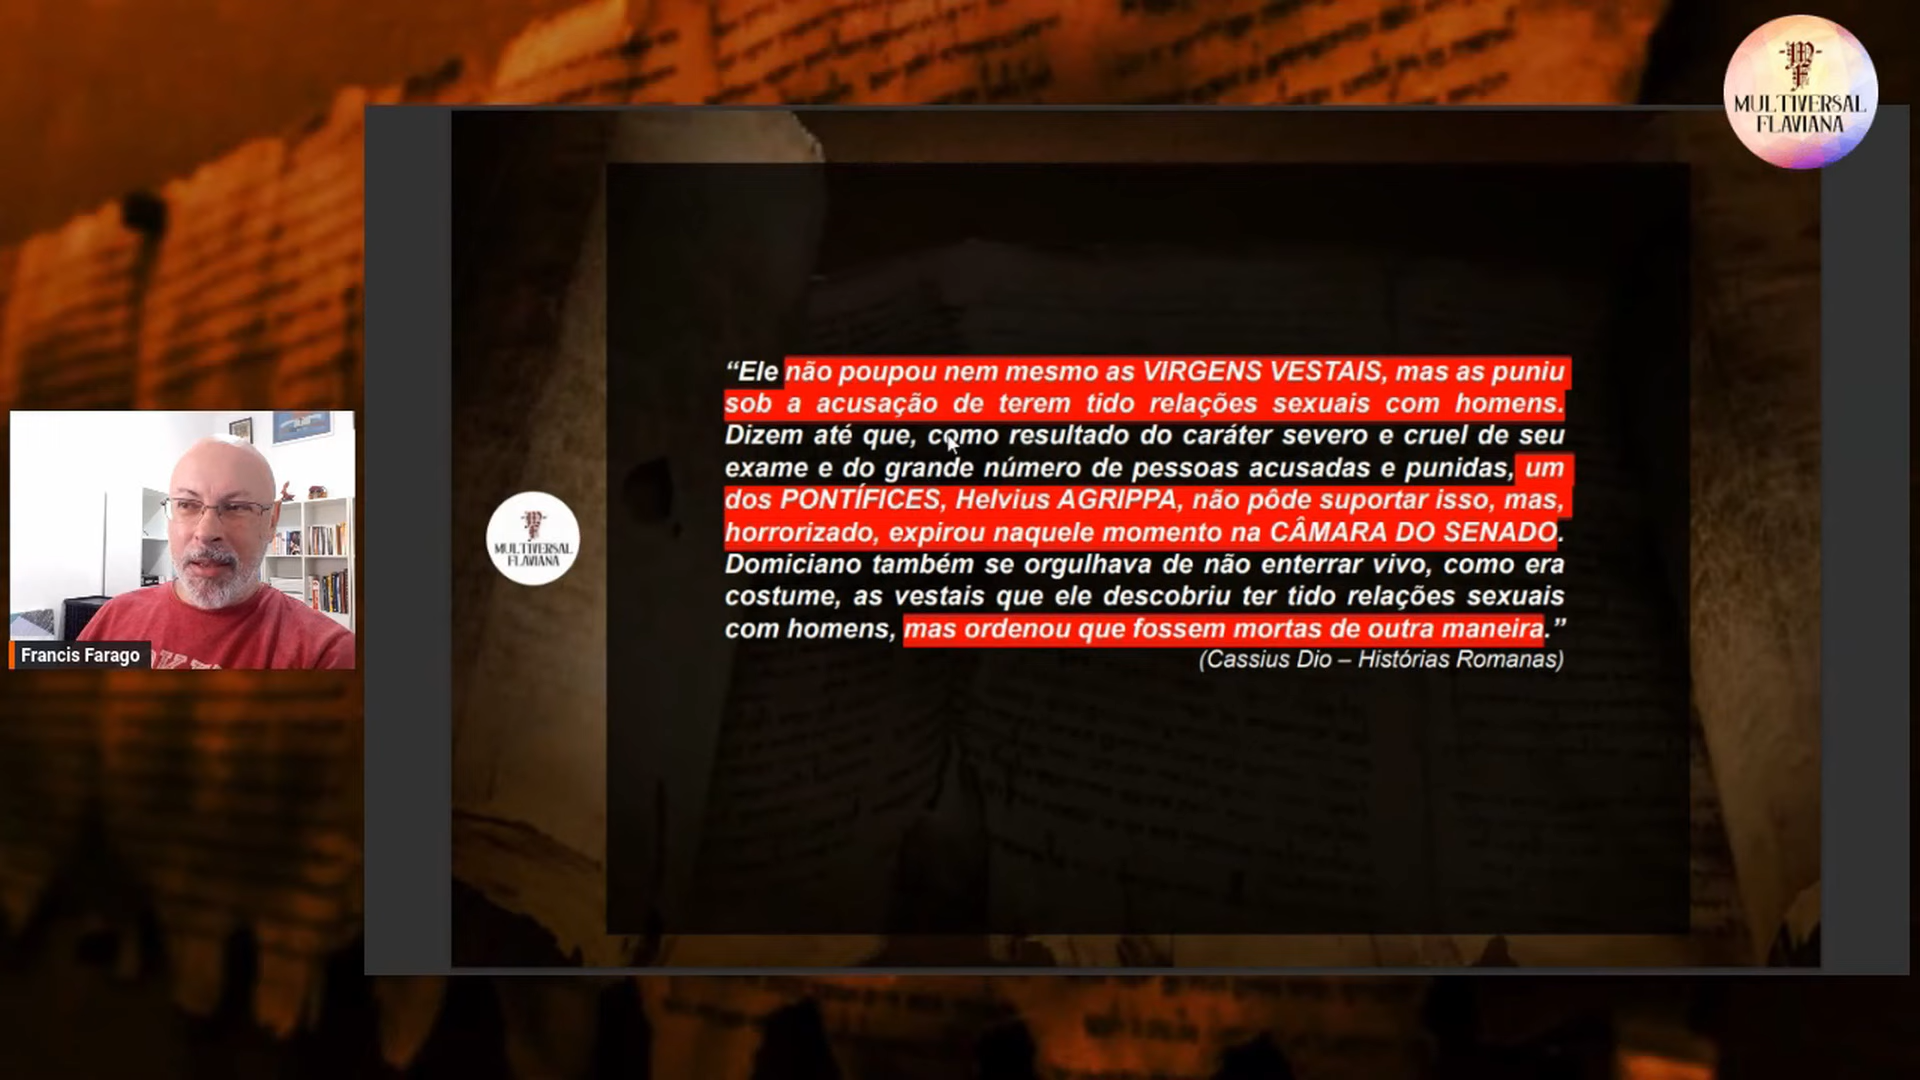 MULTIVERSAL
FLAVIANA
“Ele não poupou nem mesmo as VIRGENS VESTAIS, mas as puniu
sob a acusação de terem tido relações sexuais com homens.
Dizem até que, como resultado do caráter severo e cruel de seu
exame e do grande número de pessoas acusadas e punidas, um
dos PONTÍFICES, Helvius AGRIPPA, não pôde suportar isso, mas,
horrorizado, expirou naquele momento na CÂMARA DO SENADO.
Domiciano também se orgulhava de não enterrar vivo, como era
costume, as vestais que ele descobriu ter tido relações sexuais
com homens, mas ordenou que fossem mortas de outra maneira.”
(Cassius Dio – Histórias Romanas)
MULTIVERSAL
FLAVIANA
Francis Farago